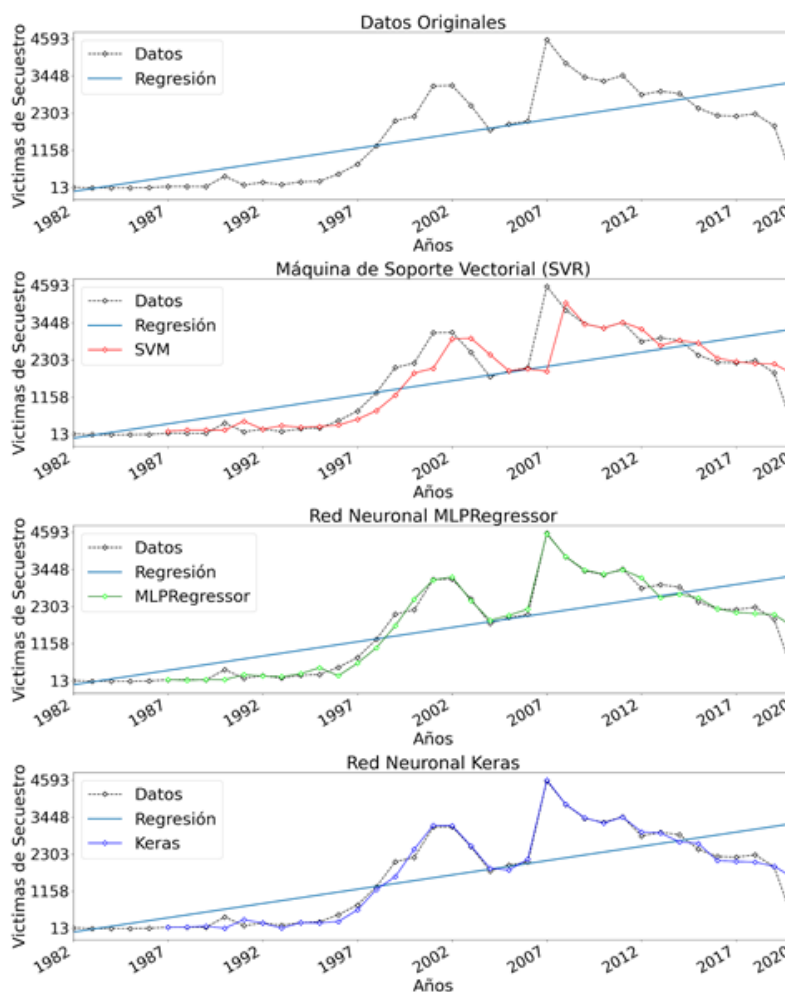 Datos Originales
Victimas de Secuestro
4593
3448
2303
1158
13
Datos
Regresión
1982 1987 1992 1997 2002 2007 2012 2017 2020
Años
Máquina de Soporte Vectorial (SVR)
Victimas de Secuestro
4593
3448
2303
1158
13
Datos
Regresión
SVM
1982 1987 1992 1997 2002 2007 2012 2017 2020
Años
Red Neuronal MLPRegressor
Victimas de Secuestro
4593
3448
2303
1158
13
Datos
Regresión
MLPRegressor
1982 1987 1992 1997 2002 2007 2012 2017 2020
Años
Red Neuronal Keras
Victimas de Secuestro
4593
3448
2303
1158
13
Datos
Regresión
Keras
1982 1987 1992 1997 2002 2007 2012 2017 2020
Años